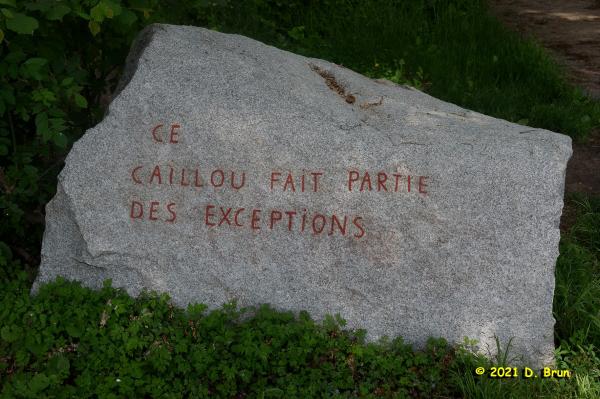 CE
CAILLOU FAIT PARTIE
DES EXCEPTIONS
© 2021 D. Brun